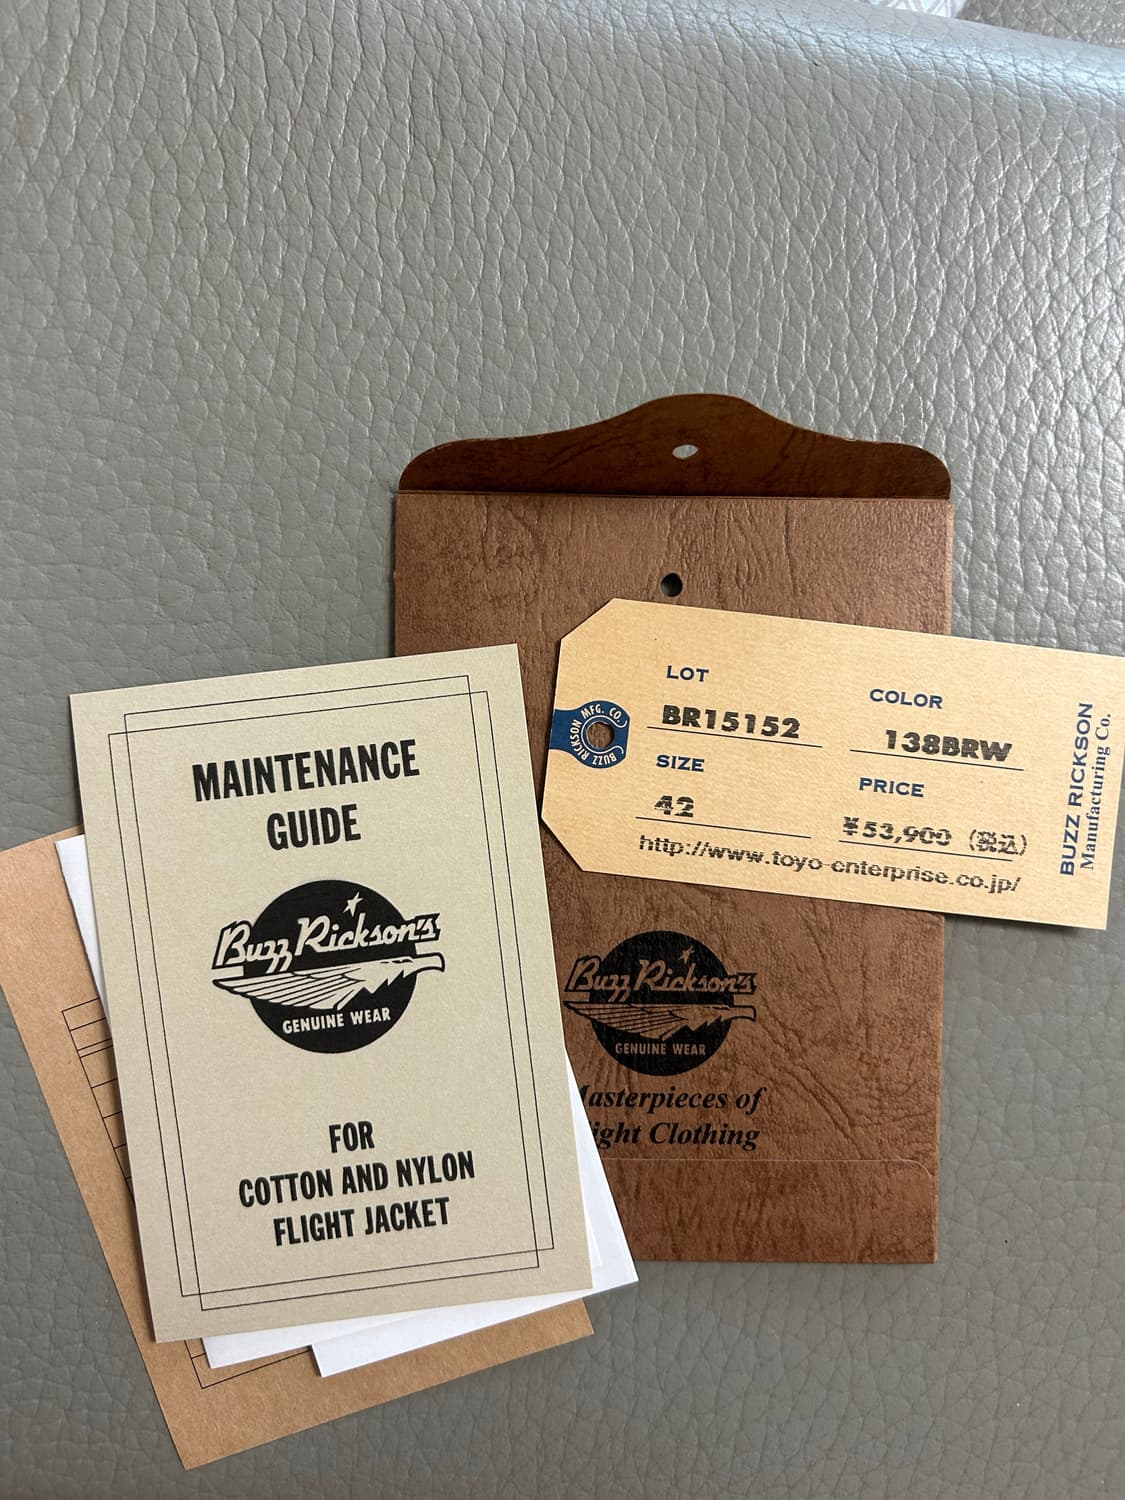 MAINTENANCE
GUIDE
Buzz Rickson's
GENUINE WEAR
FOR
COTTON AND NYLON
FLIGHT JACKET
LOT
BR15152
COLOR
138BRW
SIZE
42
PRICE
¥53,900 (税込)
http://www.toyo-enterprise.co.jp/
BUZZ RICKSON
Manufacturing Co.
BUZZ RICKSON MFG. CO.
Buzz Rickson's
GENUINE WEAR
asterpieces of
ight Clothing